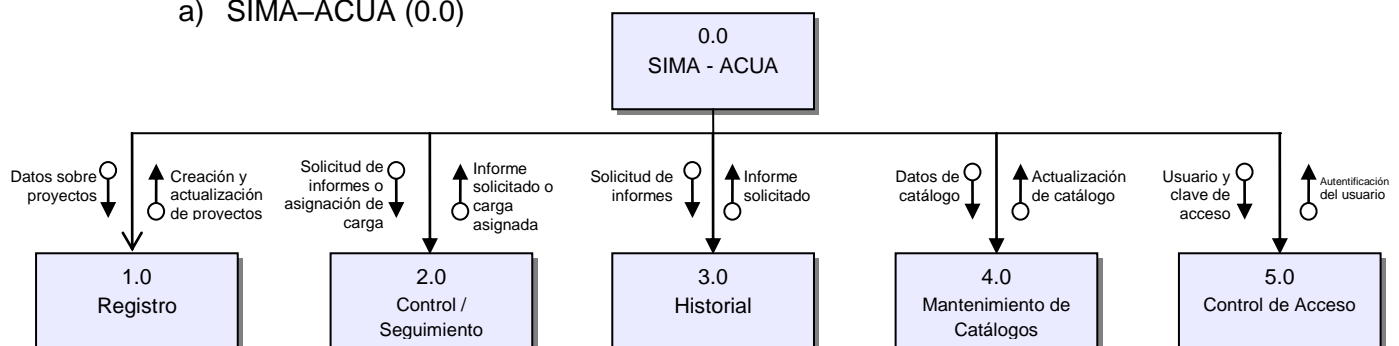 a) SIMA–ACUA (0.0)
0.0
SIMA - ACUA
Datos sobre
proyectos
Creación y
actualización
de proyectos
Solicitud de
informes o
asignación de
carga
Informe
solicitado o
carga
asignada
Solicitud de
informes
Informe
solicitado
Datos de
catálogo
Actualización
de catálogo
Usuario y
clave de
acceso
Autentificación
del usuario
1.0
Registro
2.0
Control /
Seguimiento
3.0
Historial
4.0
Mantenimiento de
Catálogos
5.0
Control de Acceso